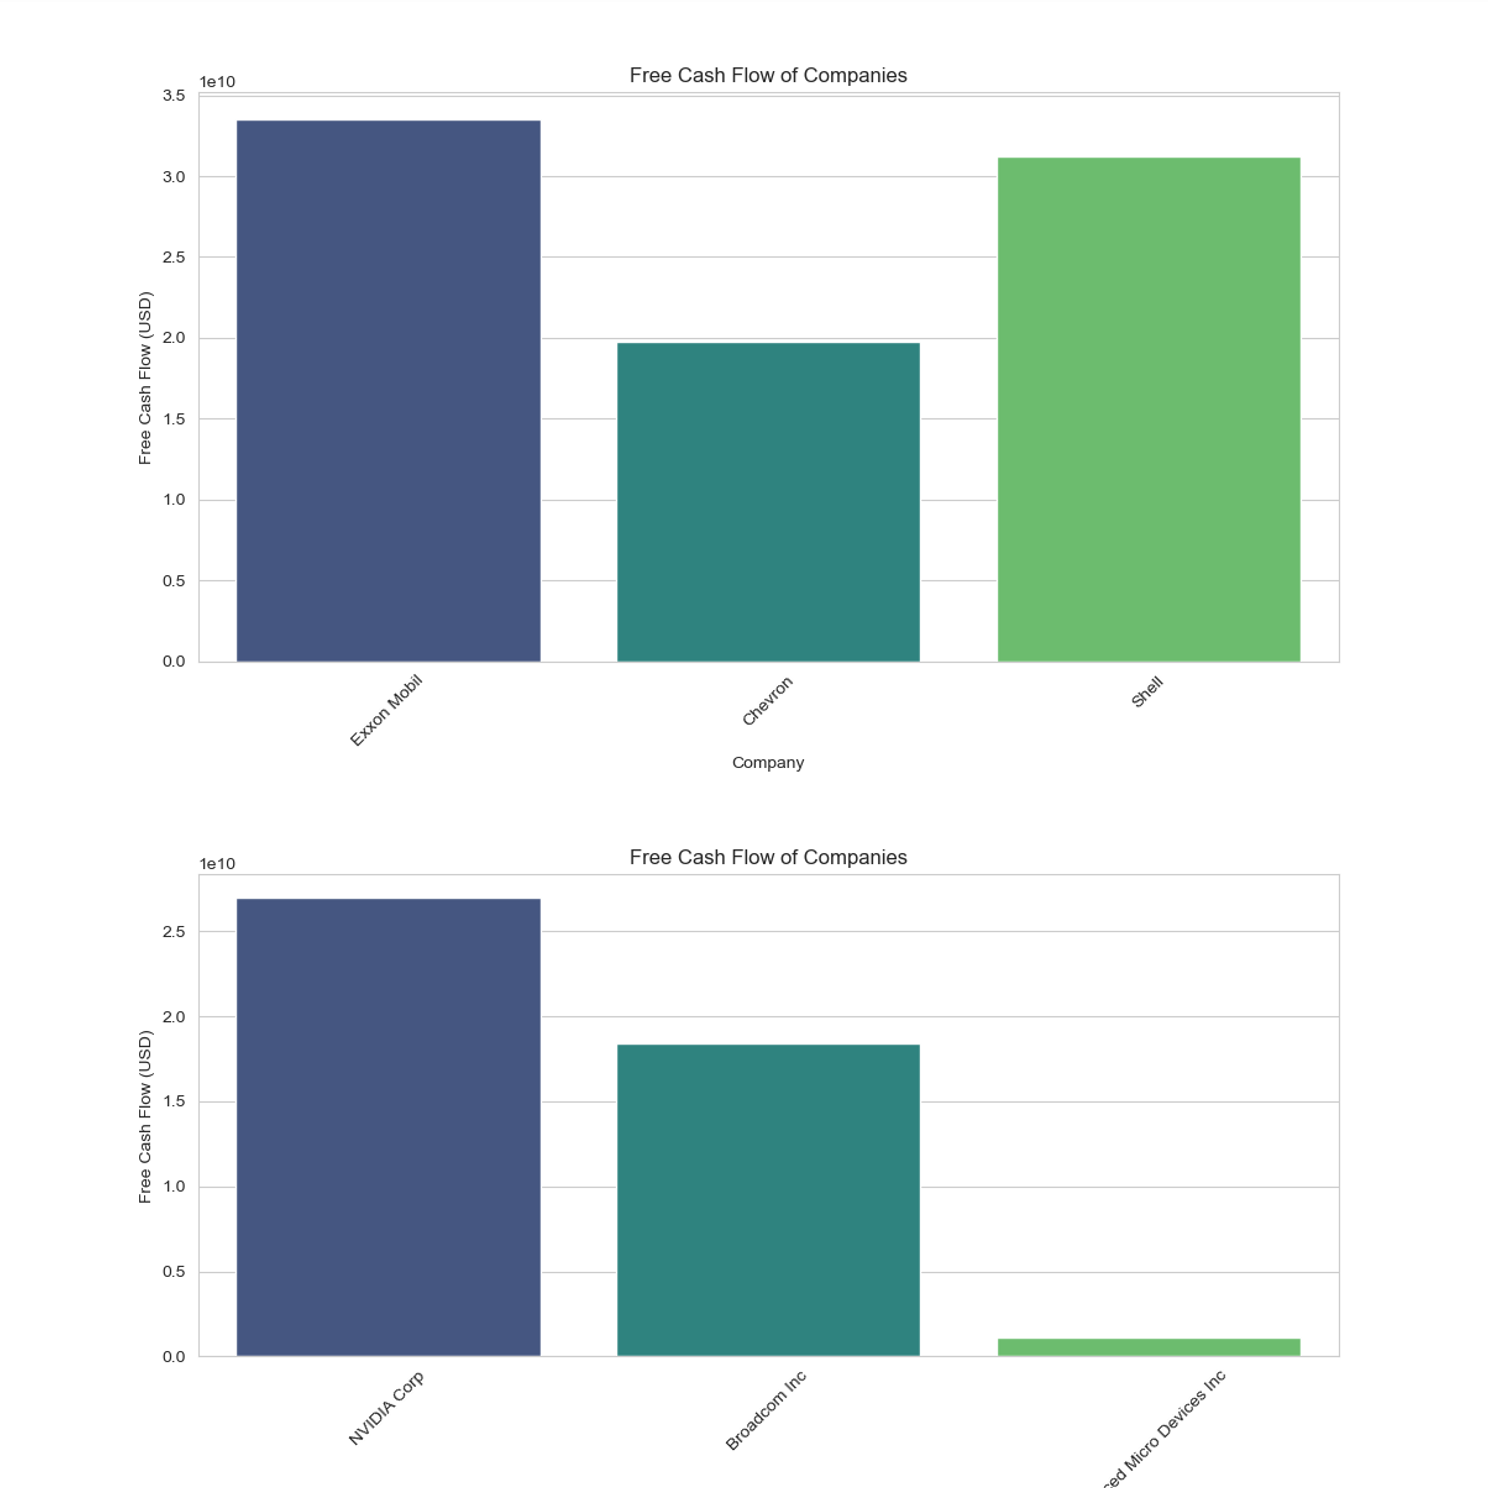 Free Cash Flow of Companies
1e10
3.5
3.0
2.5
2.0
1.5
1.0
0.5
0.0
Free Cash Flow (USD)
Exxon Mobil
Chevron
Shell
Company
Free Cash Flow of Companies
1e10
2.5
2.0
1.5
1.0
0.5
0.0
Free Cash Flow (USD)
NVIDIA Corp
Broadcom Inc
Micro Devices Inc